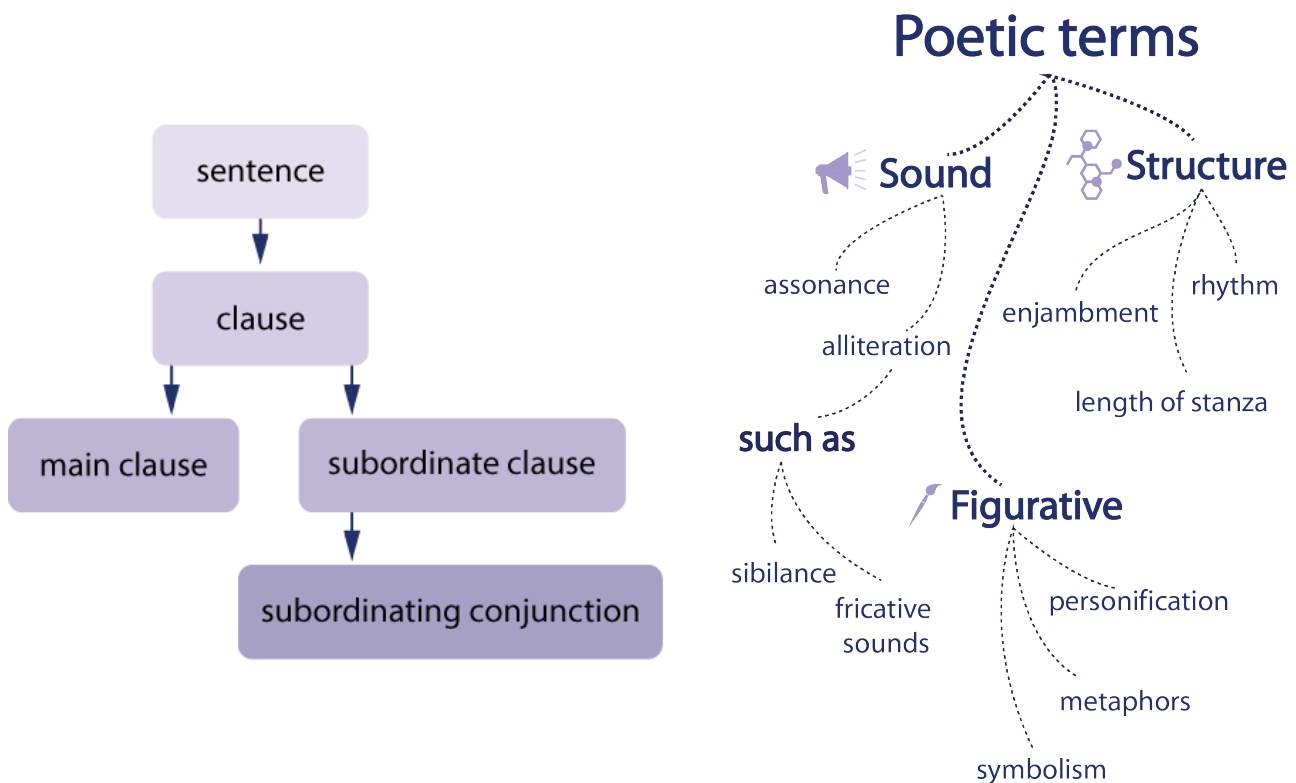 sentence
clause
main clause
subordinate clause
subordinating conjunction
Poetic terms
Sound
assonance
alliteration
such as
sibilance
fricative
sounds
Structure
enjambment
rhythm
length of stanza
Figurative
personification
metaphors
symbolism